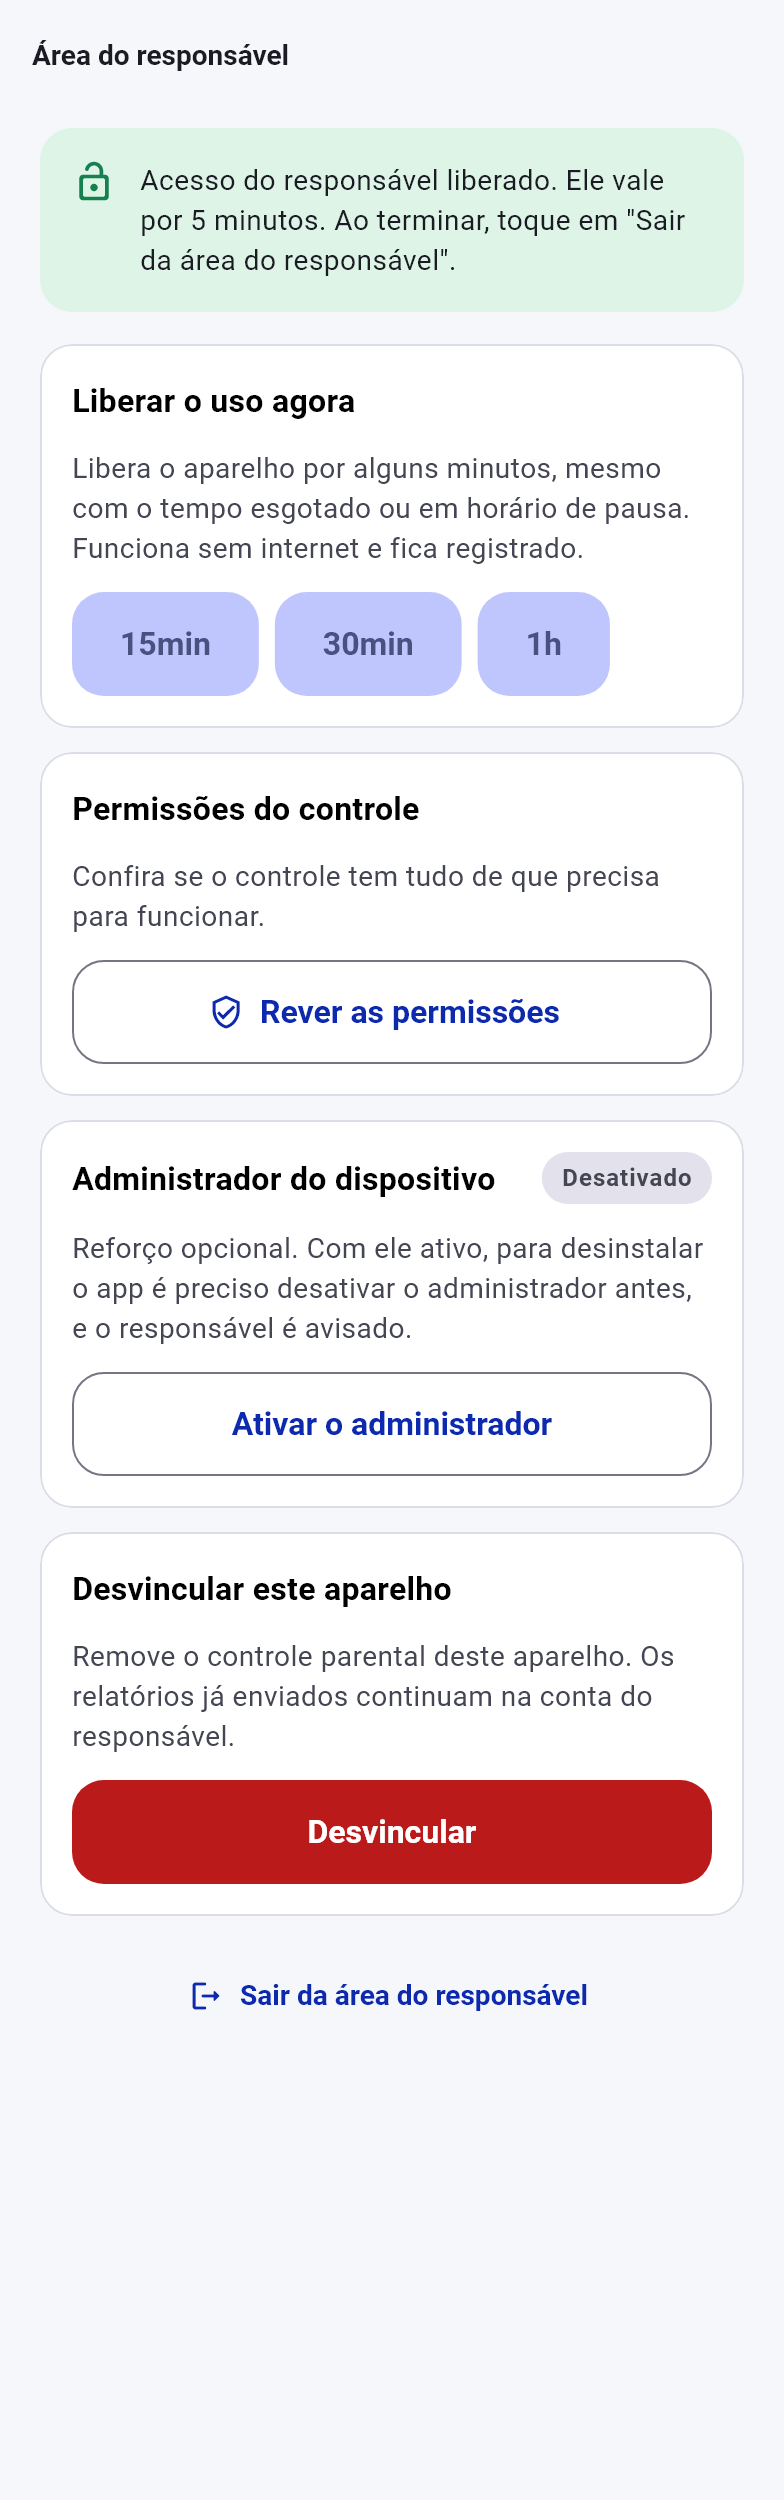 Área do responsável
Acesso do responsável liberado. Ele vale
por 5 minutos. Ao terminar, toque em "Sair
da área do responsável".
Liberar o uso agora
Libera o aparelho por alguns minutos, mesmo
com o tempo esgotado ou em horário de pausa.
Funciona sem internet e fica registrado.
15min
30min
1h
Permissões do controle
Confira se o controle tem tudo de que precisa
para funcionar.
Rever as permissões
Administrador do dispositivo
Desativado
Reforço opcional. Com ele ativo, para desinstalar
o app é preciso desativar o administrador antes,
e o responsável é avisado.
Ativar o administrador
Desvincular este aparelho
Remove o controle parental deste aparelho. Os
relatórios já enviados continuam na conta do
responsável.
Desvincular
Sair da área do responsável